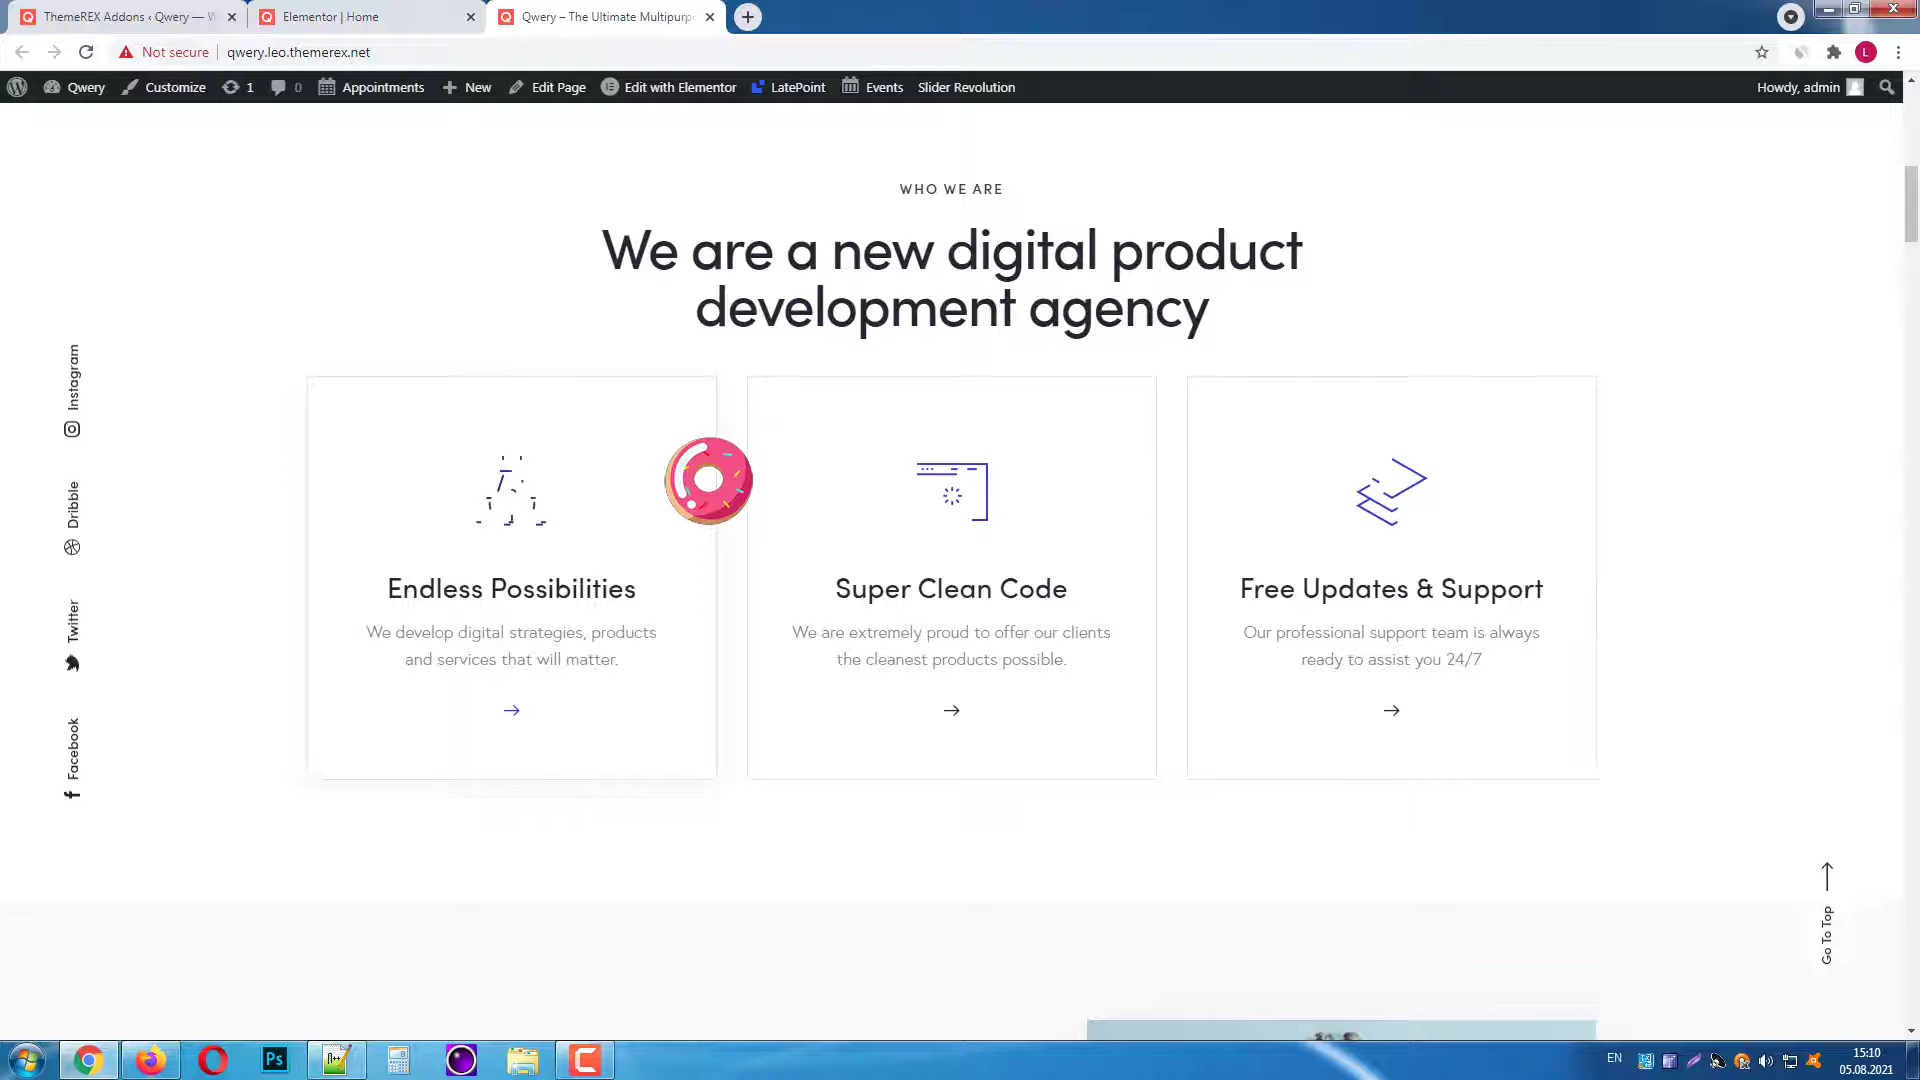 ThemeREX Addons ‹ Qwery — W
Elementor | Home
Qwery – The Ultimate Multipurp
Not secure
qwery.leo.themerex.net
L
Qwery
Customize
1
0
Appointments
New
Edit Page
Edit with Elementor
LatePoint
Events
Slider Revolution
Howdy, admin
WHO WE ARE
We are a new digital product
development agency
Instagram
Dribble
Twitter
Facebook
Endless Possibilities
We develop digital strategies, products
and services that will matter.
Super Clean Code
We are extremely proud to offer our clients
the cleanest products possible.
Free Updates & Support
Our professional support team is always
ready to assist you 24/7
Go To Top
Ps
EN
15:10
05.08.2021